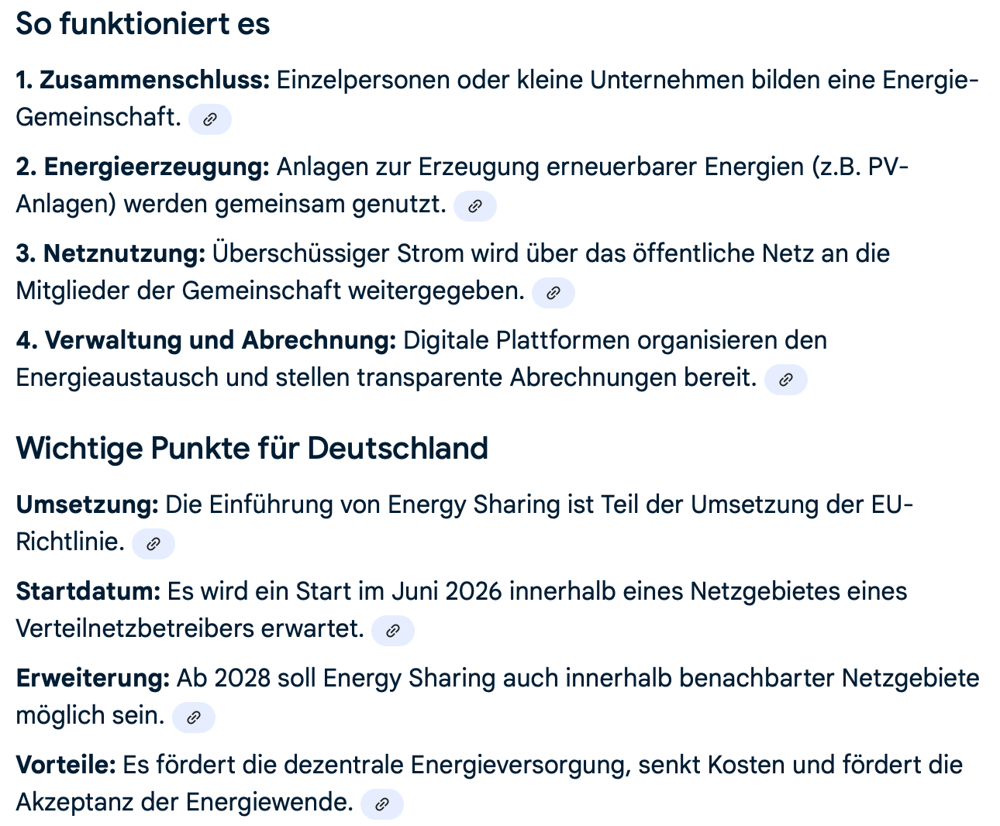 So funktioniert es
1. Zusammenschluss: Einzelpersonen oder kleine Unternehmen bilden eine Energie-
Gemeinschaft.
2. Energieerzeugung: Anlagen zur Erzeugung erneuerbarer Energien (z.B. PV-
Anlagen) werden gemeinsam genutzt.
3. Netznutzung: Überschüssiger Strom wird über das öffentliche Netz an die
Mitglieder der Gemeinschaft weitergegeben.
4. Verwaltung und Abrechnung: Digitale Plattformen organisieren den
Energieaustausch und stellen transparente Abrechnungen bereit.
Wichtige Punkte für Deutschland
Umsetzung: Die Einführung von Energy Sharing ist Teil der Umsetzung der EU-
Richtlinie.
Startdatum: Es wird ein Start im Juni 2026 innerhalb eines Netzgebietes eines
Verteilnetzbetreibers erwartet.
Erweiterung: Ab 2028 soll Energy Sharing auch innerhalb benachbarter Netzgebiete
möglich sein.
Vorteile: Es fördert die dezentrale Energieversorgung, senkt Kosten und fördert die
Akzeptanz der Energiewende.